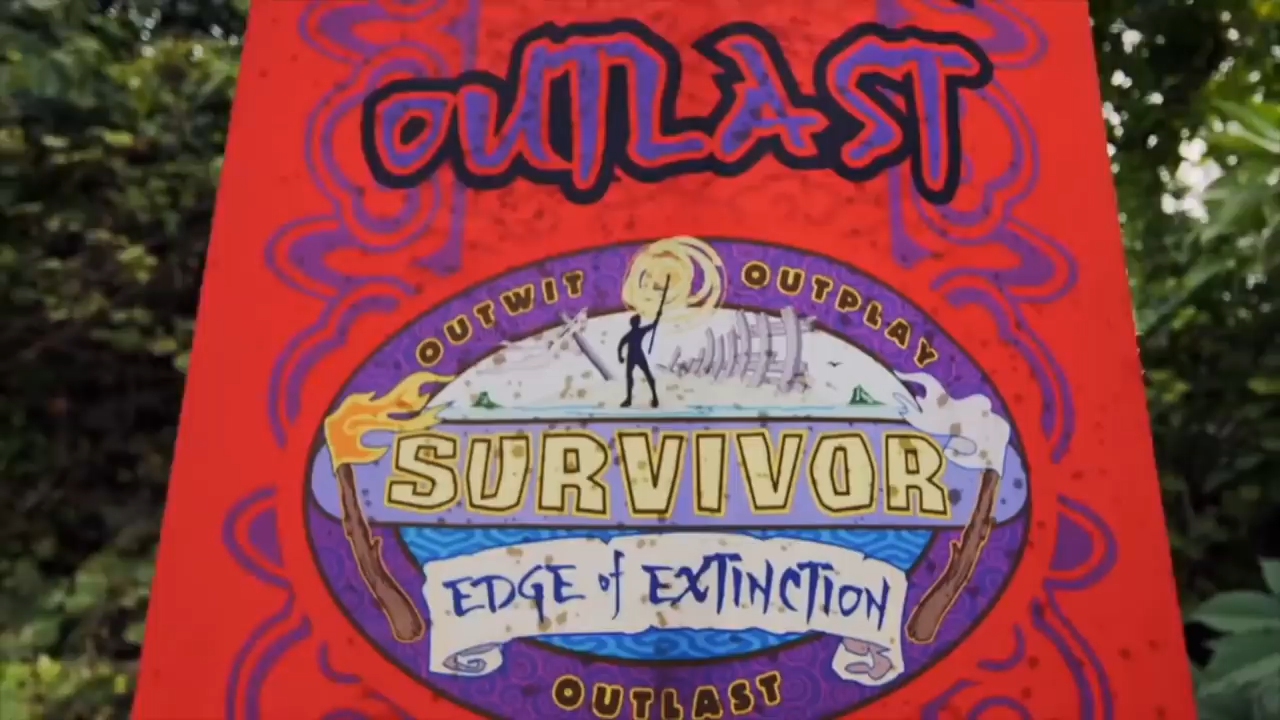 OUTLAST
OUTWIT OUTPLAY
SURVIVOR
EDGE of EXTINCTION
OUTLAST